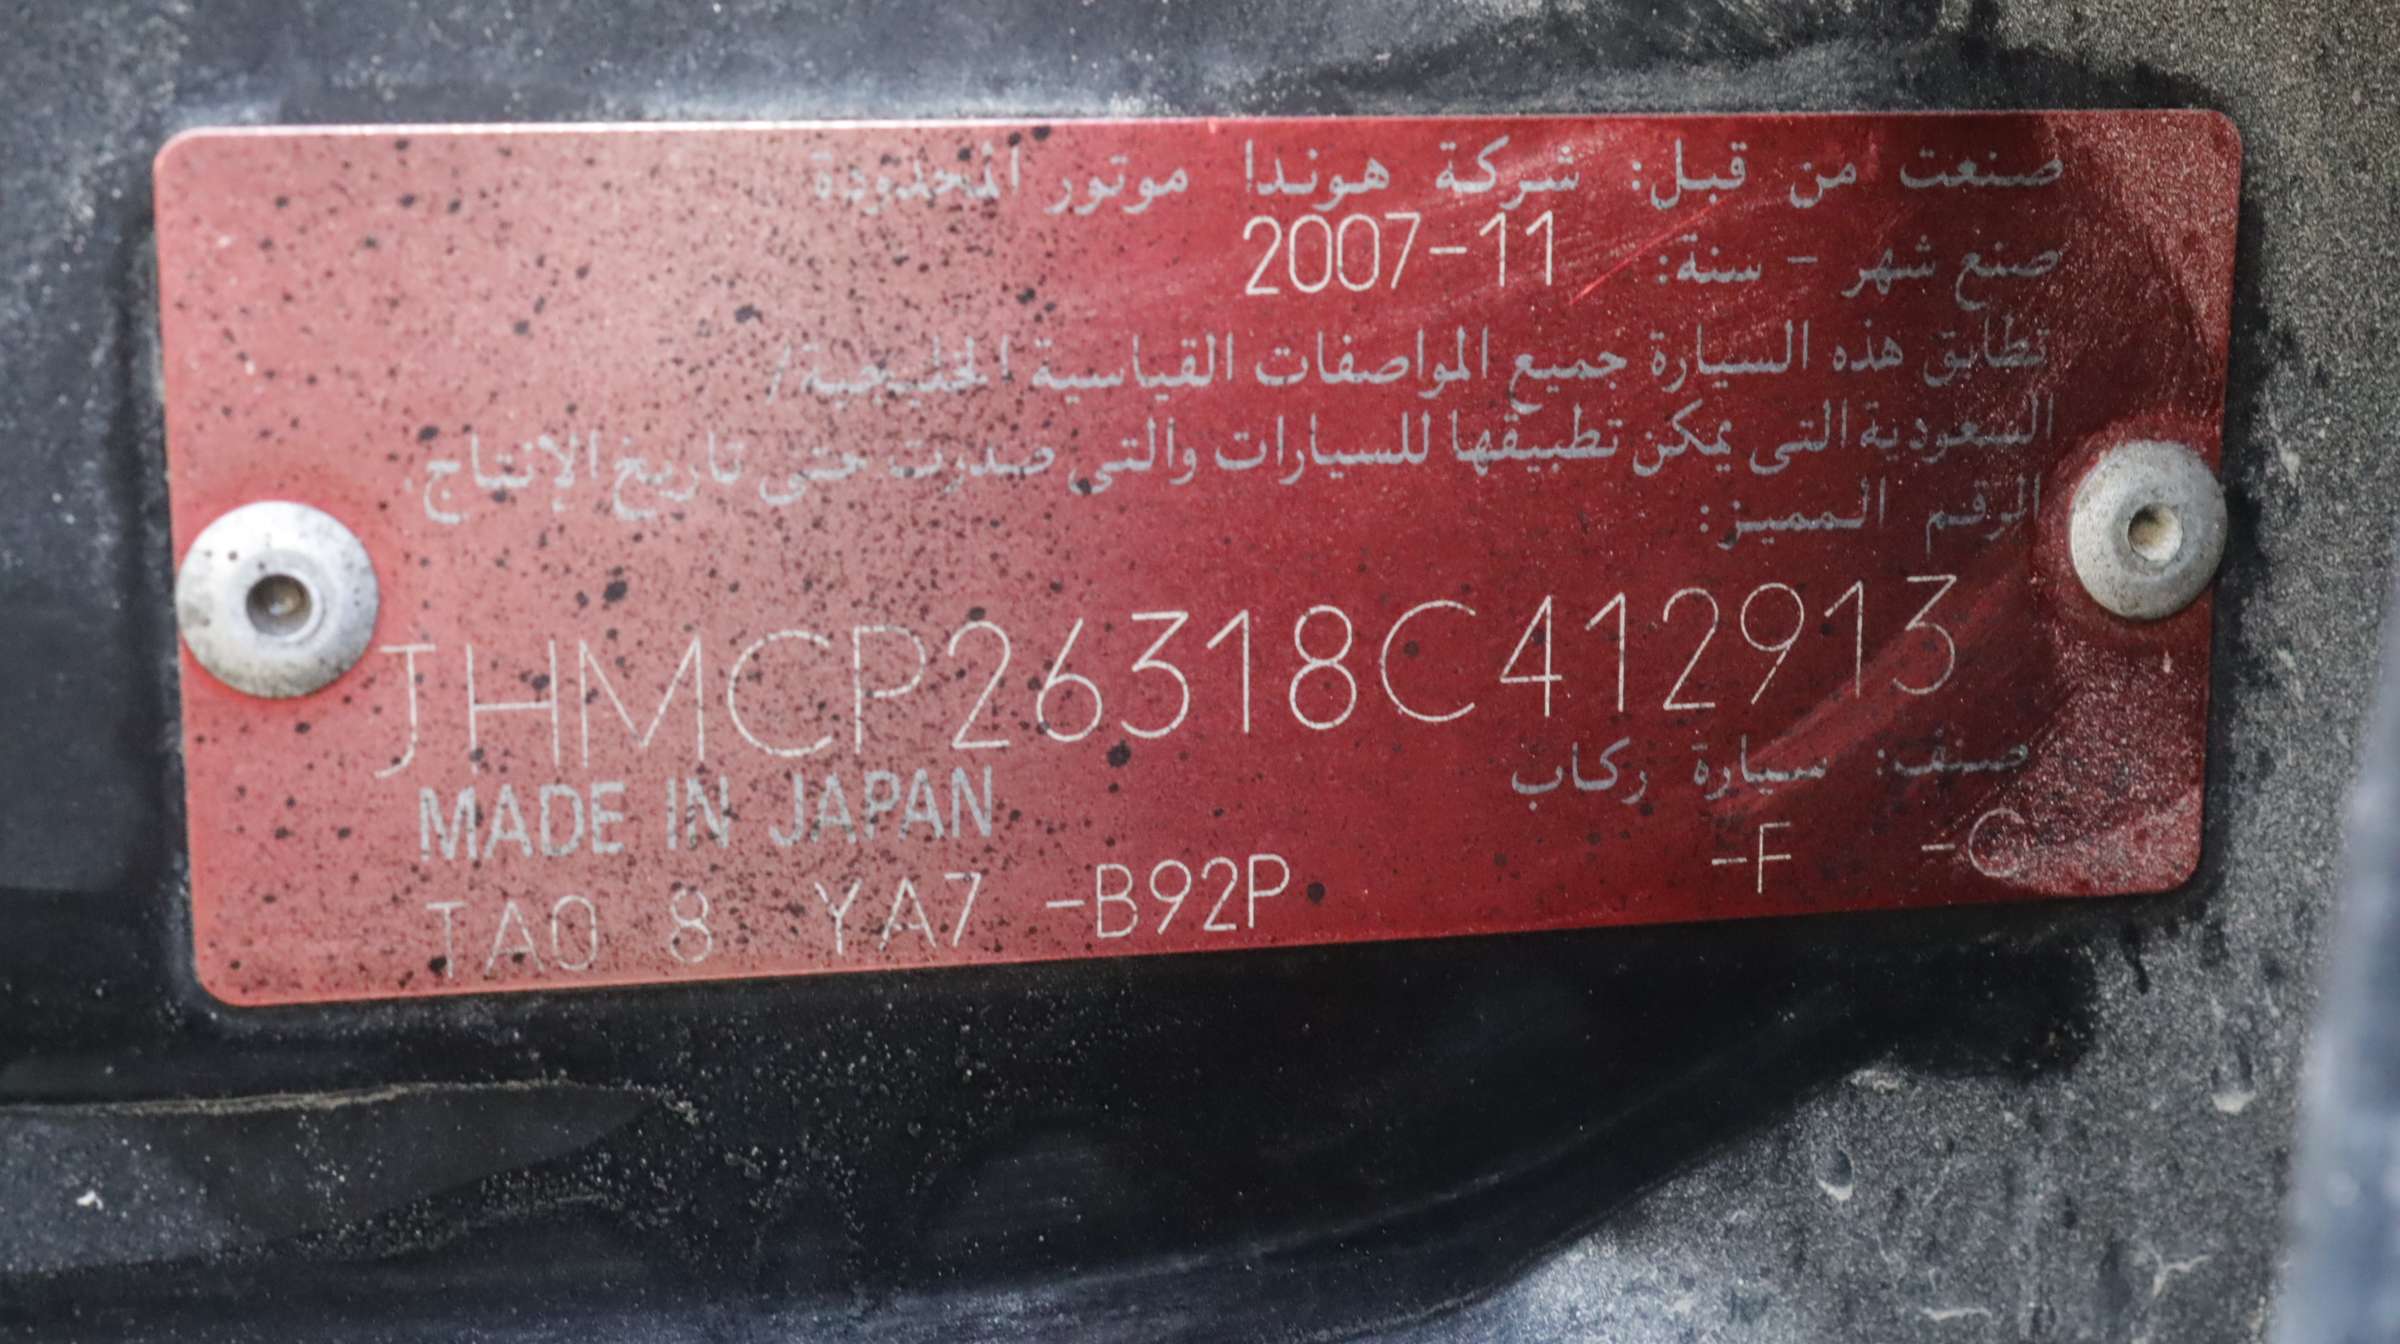 صنعت من قبل: شركة هوندا موتور المحدودة
صنع شهر - سنة: 2007-11
تطابق هذه السيارة جميع المواصفات القياسية الخليجية/
السعودية التى يمكن تطبيقها للسيارات والتى صدرت حتى تاريخ الإنتاج.
الرقم المميز:
JHMCP26318C412913
صنف: سيارة ركاب
MADE IN JAPAN
TA0 8 YA7 -B92P -F -C